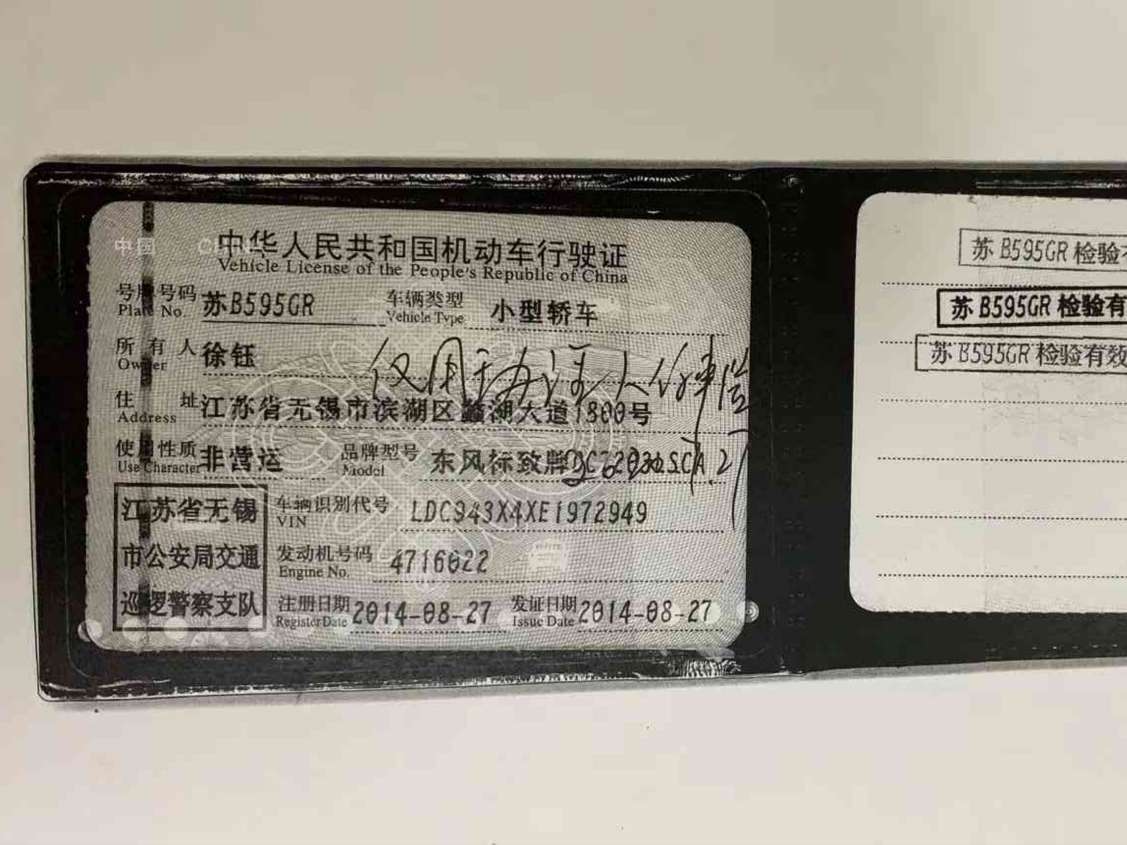 中国 CHINA
中华人民共和国机动车行驶证
Vehicle License of the People's Republic of China
号牌号码 苏B595GR 车辆类型 小型轿车
Plate No. Vehicle Type
所有人 徐钰
Owner
仅用于办证
住址 江苏省无锡市滨湖区蠡湖大道1800号
Address
使用性质 非营运 品牌型号 东风标致牌
Use Character Model
江苏省无锡
市公安局交通
巡逻警察支队
车辆识别代号 LDC943X4XE1972949
VIN
发动机号码 4716622
Engine No.
注册日期 2014-08-27 发证日期 2014-08-27
Register Date Issue Date
苏B595GR 检验
苏B595GR 检验有
苏B595GR 检验有效